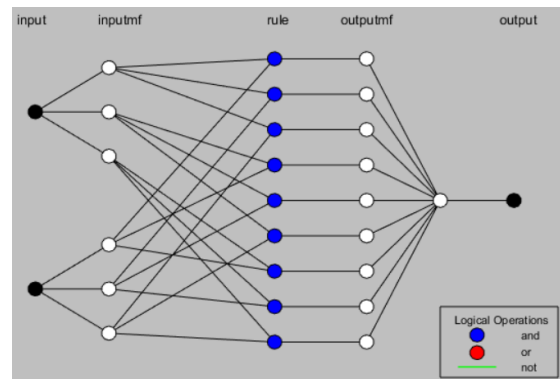 input inputmf rule outputmf output
Logical Operations
and
or
not